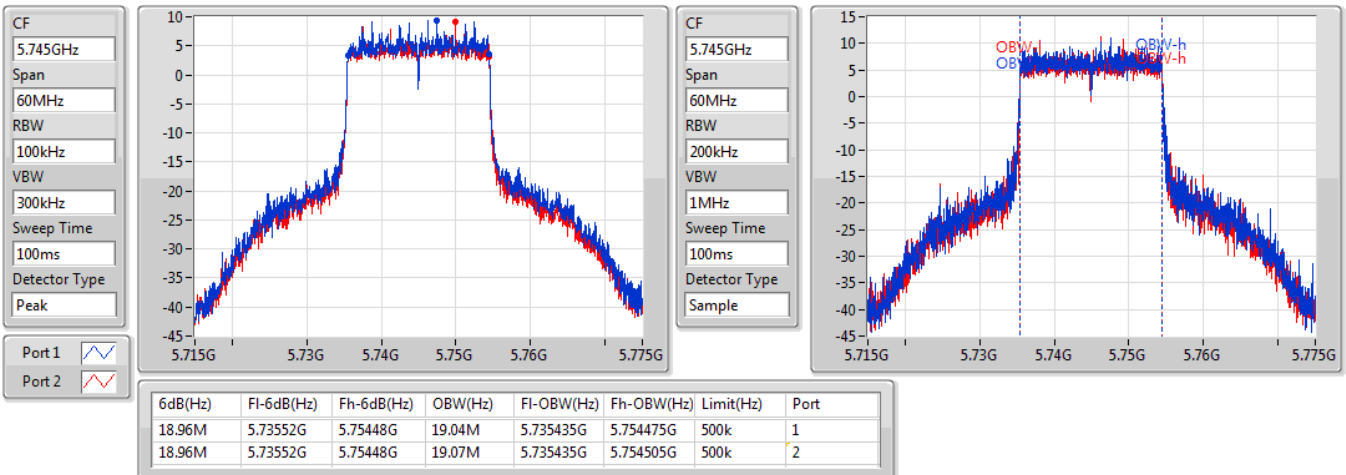 CF
5.745GHz
Span
60MHz
RBW
100kHz
VBW
300kHz
Sweep Time
100ms
Detector Type
Peak
Port 1
Port 2
10-
5-
0-
-5-
-10-
-15-
-20-
-25-
-30-
-35-
-40-
-45-
5.715G 5.73G 5.74G 5.75G 5.76G 5.775G
CF
5.745GHz
Span
60MHz
RBW
200kHz
VBW
1MHz
Sweep Time
100ms
Detector Type
Sample
15-
10-
5-
0-
-5-
-10-
-15-
-20-
-25-
-30-
-35-
-40-
-45-
OBW-h
OBW-h
5.715G 5.73G 5.74G 5.75G 5.76G 5.775G
6dB(Hz) Fl-6dB(Hz) Fh-6dB(Hz) OBW(Hz) Fl-OBW(Hz) Fh-OBW(Hz) Limit(Hz) Port
18.96M 5.73552G 5.75448G 19.04M 5.735435G 5.754475G 500k 1
18.96M 5.73552G 5.75448G 19.07M 5.735435G 5.754505G 500k 2